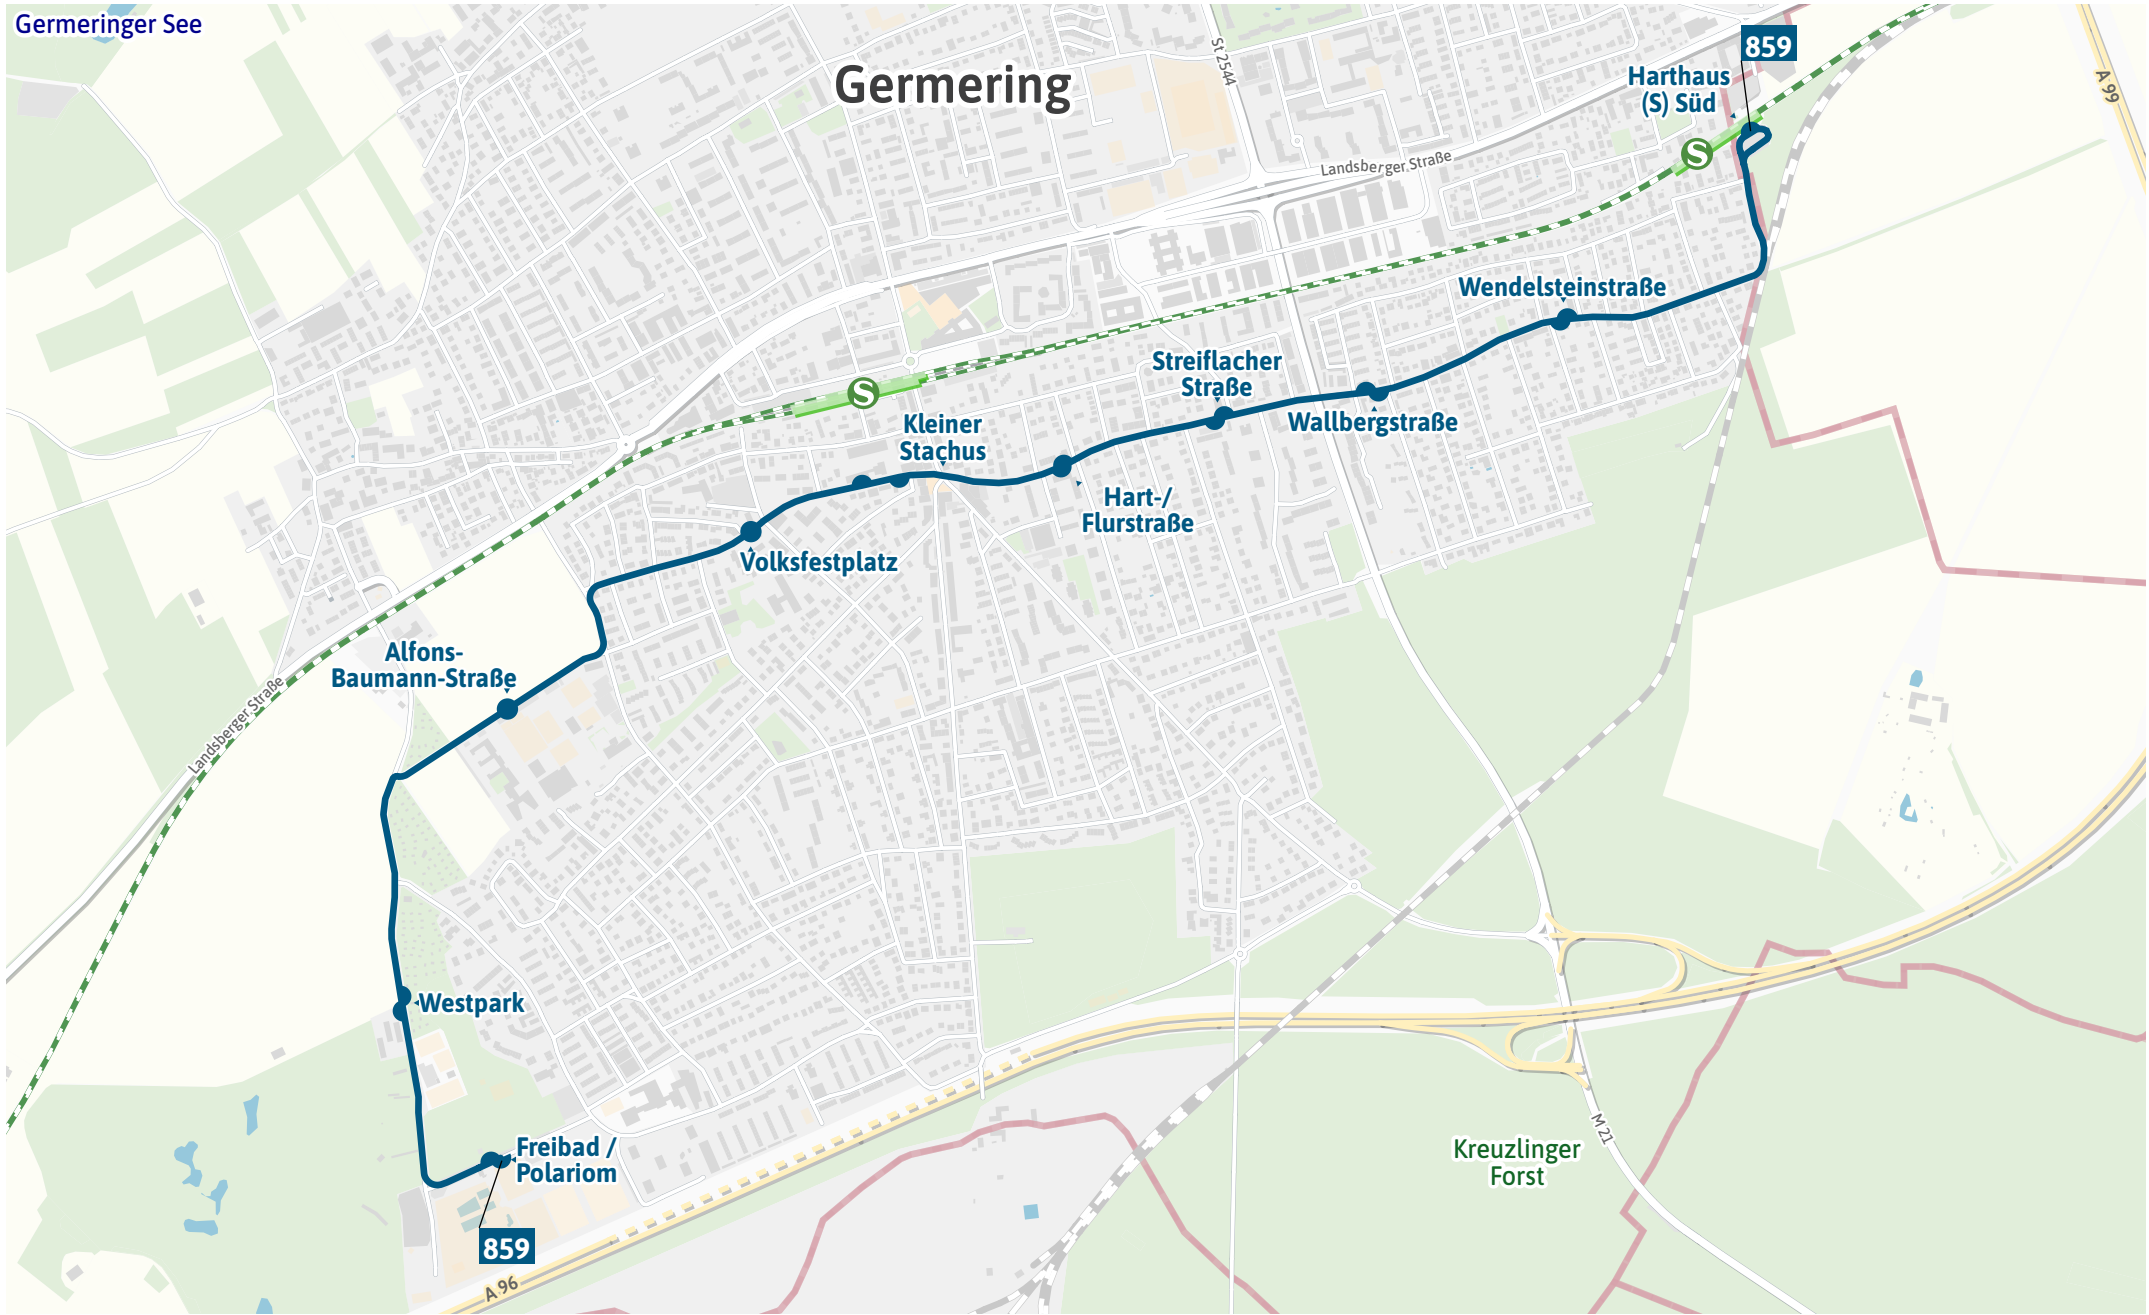 Germeringer See
859
Germering
St 2544
Harthaus
(S) Süd
A 99
S
Landsberger Straße
Wendelsteinstraße
Streiflacher
Straße
S
Kleiner
Stachus
Wallbergstraße
Hart-/
Flurstraße
Volksfestplatz
Alfons-
Baumann-Straße
Landsberger Straße
Westpark
M 21
Kreuzlinger
Forst
Freibad /
Polariom
859
A 96